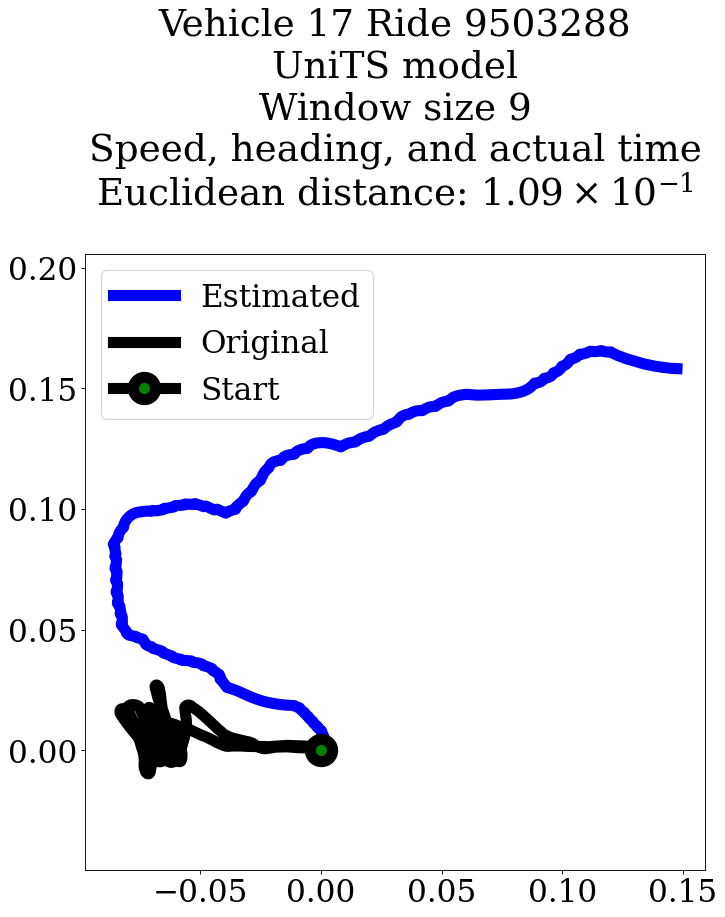 Vehicle 17 Ride 9503288
UniTS model
Window size 9
Speed, heading, and actual time
Euclidean distance: 1.09 × 10⁻¹
0.20
0.15
0.10
0.05
0.00
Estimated
Original
Start
−0.05 0.00 0.05 0.10 0.15